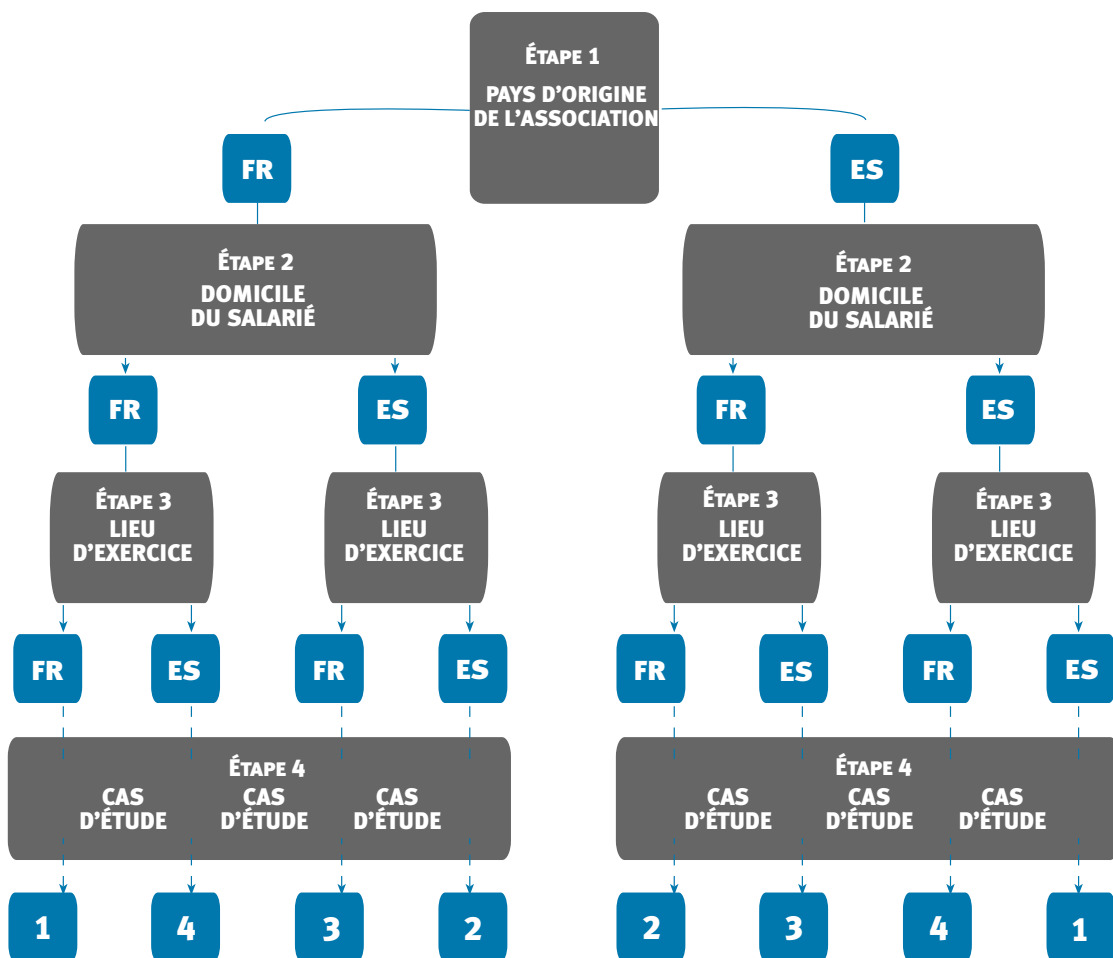 Étape 1
PAYS D'ORIGINE
DE L'ASSOCIATION
FR
ES
Étape 2
DOMICILE
DU SALARIÉ
Étape 2
DOMICILE
DU SALARIÉ
FR
ES
FR
ES
Étape 3
LIEU
D'EXERCICE
Étape 3
LIEU
D'EXERCICE
Étape 3
LIEU
D'EXERCICE
Étape 3
LIEU
D'EXERCICE
FR
ES
FR
ES
FR
ES
FR
ES
Étape 4
CAS
D'ÉTUDE
CAS
D'ÉTUDE
CAS
D'ÉTUDE
Étape 4
CAS
D'ÉTUDE
CAS
D'ÉTUDE
CAS
D'ÉTUDE
1
4
3
2
2
3
4
1